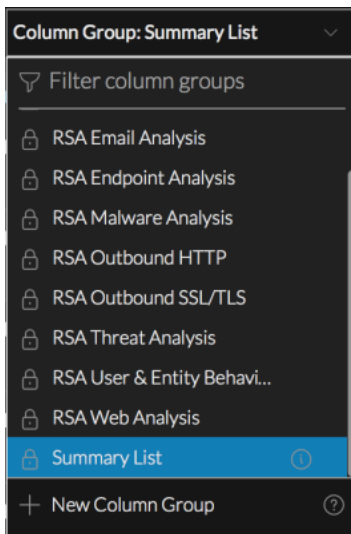 Column Group: Summary List
Filter column groups
RSA Email Analysis
RSA Endpoint Analysis
RSA Malware Analysis
RSA Outbound HTTP
RSA Outbound SSL/TLS
RSA Threat Analysis
RSA User & Entity Behavi...
RSA Web Analysis
Summary List
New Column Group